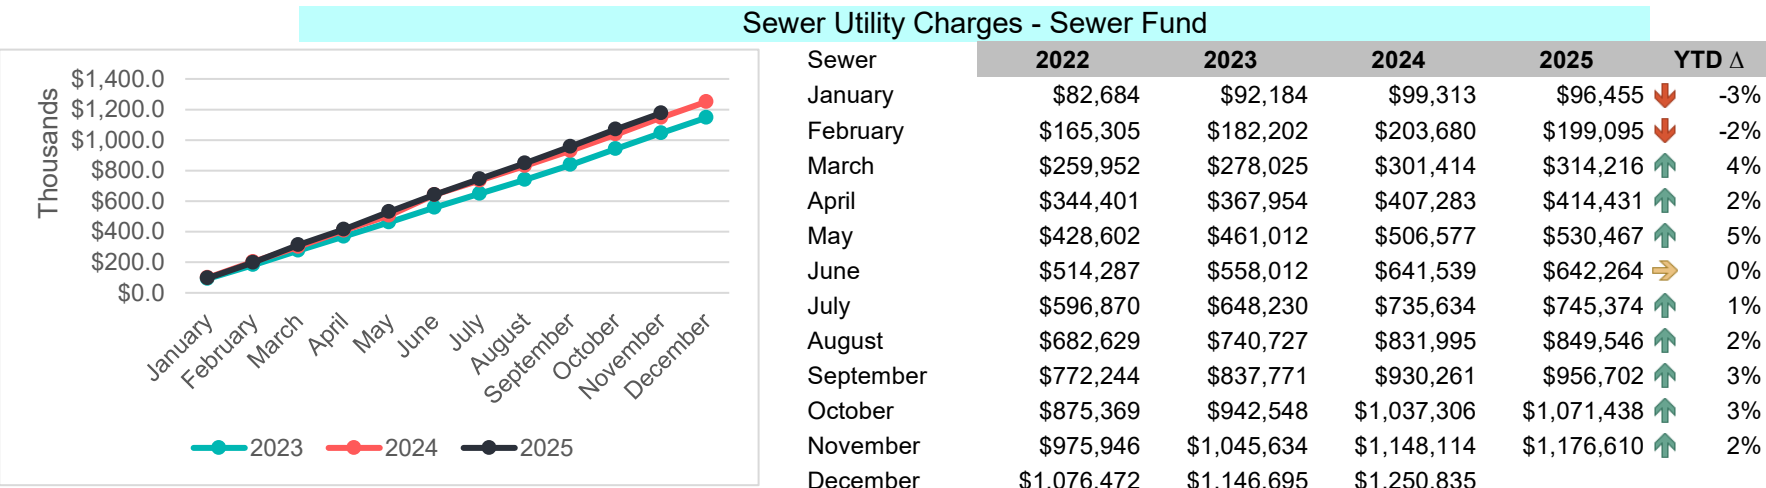 Sewer Utility Charges - Sewer Fund
Thousands
$1,400.0
$1,200.0
$1,000.0
$800.0
$600.0
$400.0
$200.0
$0.0
January
February
March
April
May
June
July
August
September
October
November
December
2023 2024 2025
Sewer 2022 2023 2024 2025 YTD Δ
January $82,684 $92,184 $99,313 $96,455 -3%
February $165,305 $182,202 $203,680 $199,095 -2%
March $259,952 $278,025 $301,414 $314,216 4%
April $344,401 $367,954 $407,283 $414,431 2%
May $428,602 $461,012 $506,577 $530,467 5%
June $514,287 $558,012 $641,539 $642,264 0%
July $596,870 $648,230 $735,634 $745,374 1%
August $682,629 $740,727 $831,995 $849,546 2%
September $772,244 $837,771 $930,261 $956,702 3%
October $875,369 $942,548 $1,037,306 $1,071,438 3%
November $975,946 $1,045,634 $1,148,114 $1,176,610 2%
December $1,076,472 $1,146,695 $1,250,835